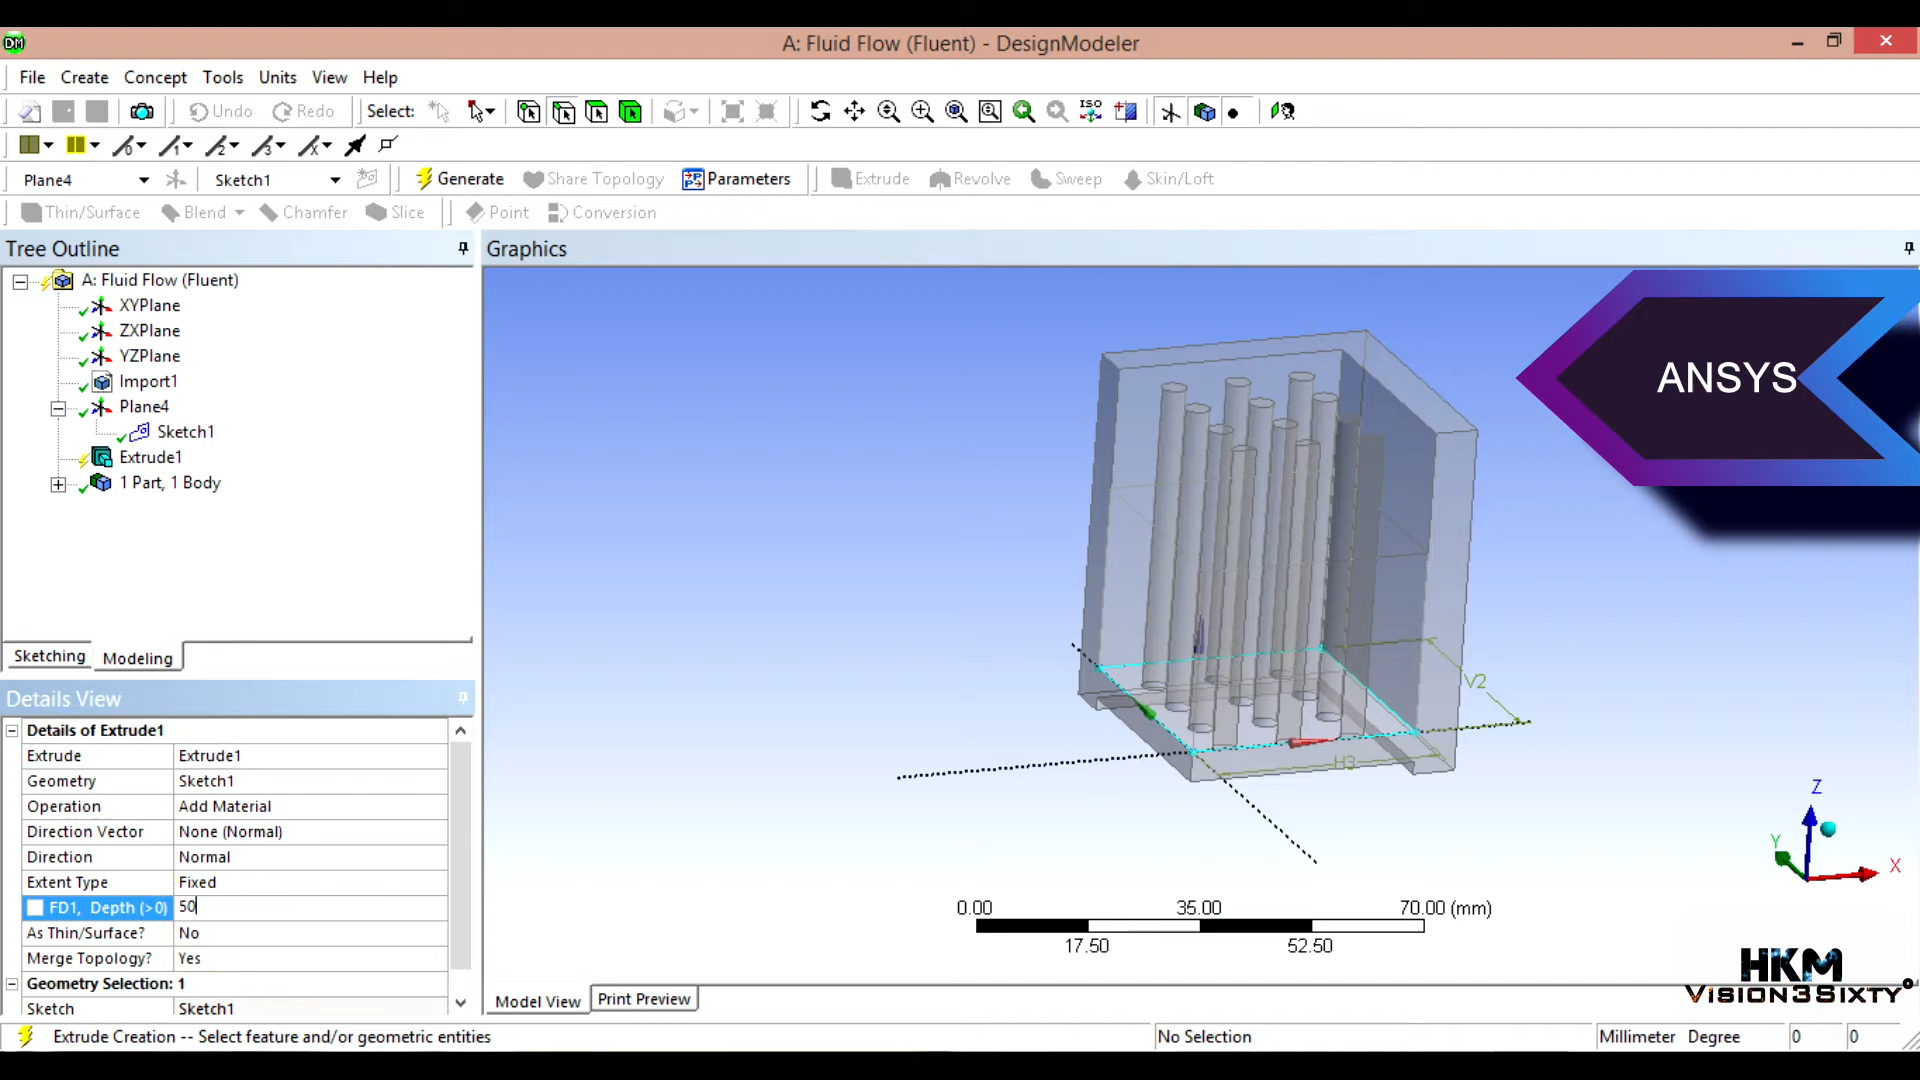 DM
A: Fluid Flow (Fluent) - DesignModeler
File Create Concept Tools Units View Help
Undo Redo Select: ISO
Plane4 Sketch1 Generate Share Topology Parameters Extrude Revolve Sweep Skin/Loft
Thin/Surface Blend Chamfer Slice Point Conversion
Tree Outline
Graphics
A: Fluid Flow (Fluent)
XYPlane
ZXPlane
YZPlane
Import1
Plane4
Sketch1
Extrude1
1 Part, 1 Body
Sketching Modeling
Details View
Details of Extrude1
Extrude Extrude1
Geometry Sketch1
Operation Add Material
Direction Vector None (Normal)
Direction Normal
Extent Type Fixed
FD1, Depth (>0) 50
As Thin/Surface? No
Merge Topology? Yes
Geometry Selection: 1
Sketch Sketch1
ANSYS
V2
H3
Z
Y
X
0.00 35.00 70.00 (mm)
17.50 52.50
HKM
Vision3Sixty°
Model View Print Preview
Extrude Creation -- Select feature and/or geometric entities
No Selection
Millimeter Degree 0 0